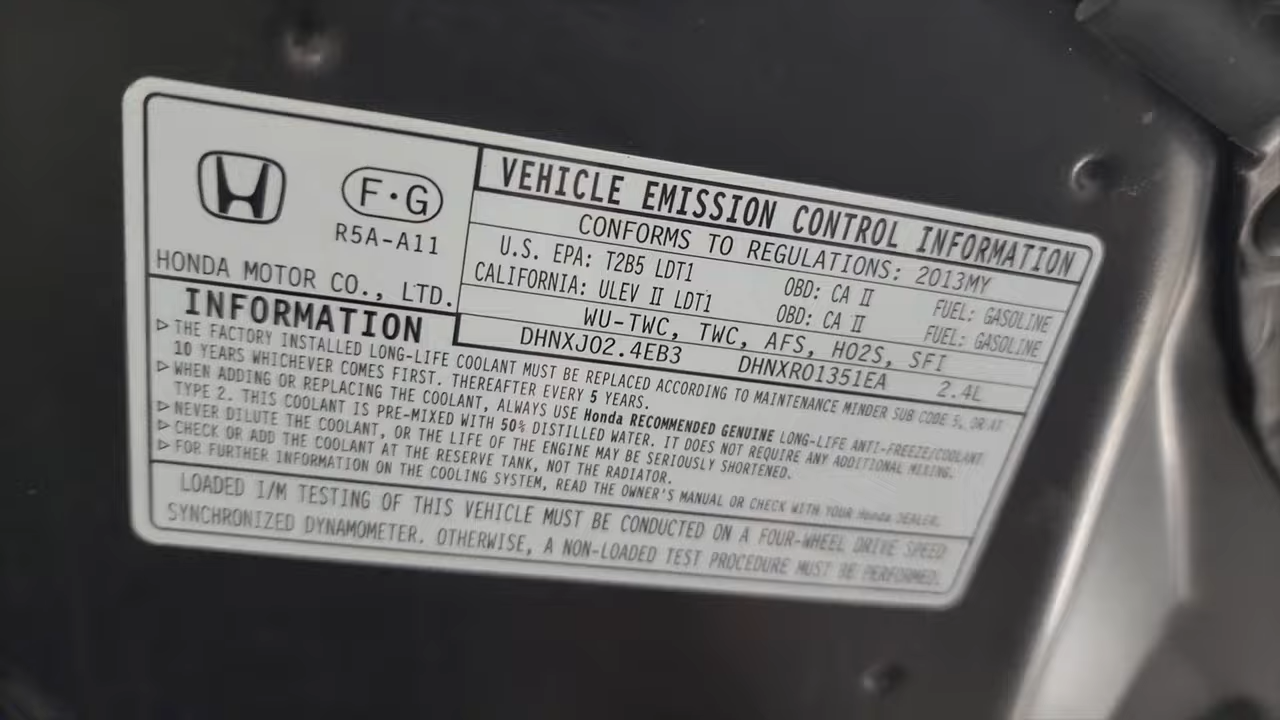 F·G
R5A-A11
HONDA MOTOR CO., LTD.
VEHICLE EMISSION CONTROL INFORMATION
CONFORMS TO REGULATIONS: 2013MY
U.S. EPA: T2B5 LDT1 OBD: CA II FUEL: GASOLINE
CALIFORNIA: ULEV II LDT1 OBD: CA II FUEL: GASOLINE
WU-TWC, TWC, AFS, HO2S, SFI
DHNXJ02.4EB3 DHNXR01351EA 2.4L
INFORMATION
▷ THE FACTORY INSTALLED LONG-LIFE COOLANT MUST BE REPLACED ACCORDING TO MAINTENANCE MINDER SUB CODE 5, OR AT
10 YEARS WHICHEVER COMES FIRST. THEREAFTER EVERY 5 YEARS.
▷ WHEN ADDING OR REPLACING THE COOLANT, ALWAYS USE Honda RECOMMENDED GENUINE LONG-LIFE ANTI-FREEZE/COOLANT
TYPE 2. THIS COOLANT IS PRE-MIXED WITH 50% DISTILLED WATER. IT DOES NOT REQUIRE ANY ADDITIONAL MIXING.
▷ NEVER DILUTE THE COOLANT, OR THE LIFE OF THE ENGINE MAY BE SERIOUSLY SHORTENED.
▷ CHECK OR ADD THE COOLANT AT THE RESERVE TANK, NOT THE RADIATOR.
▷ FOR FURTHER INFORMATION ON THE COOLING SYSTEM, READ THE OWNER'S MANUAL OR CHECK WITH YOUR Honda DEALER.
LOADED I/M TESTING OF THIS VEHICLE MUST BE CONDUCTED ON A FOUR-WHEEL DRIVE SPEED
SYNCHRONIZED DYNAMOMETER. OTHERWISE, A NON-LOADED TEST PROCEDURE MUST BE PERFORMED.